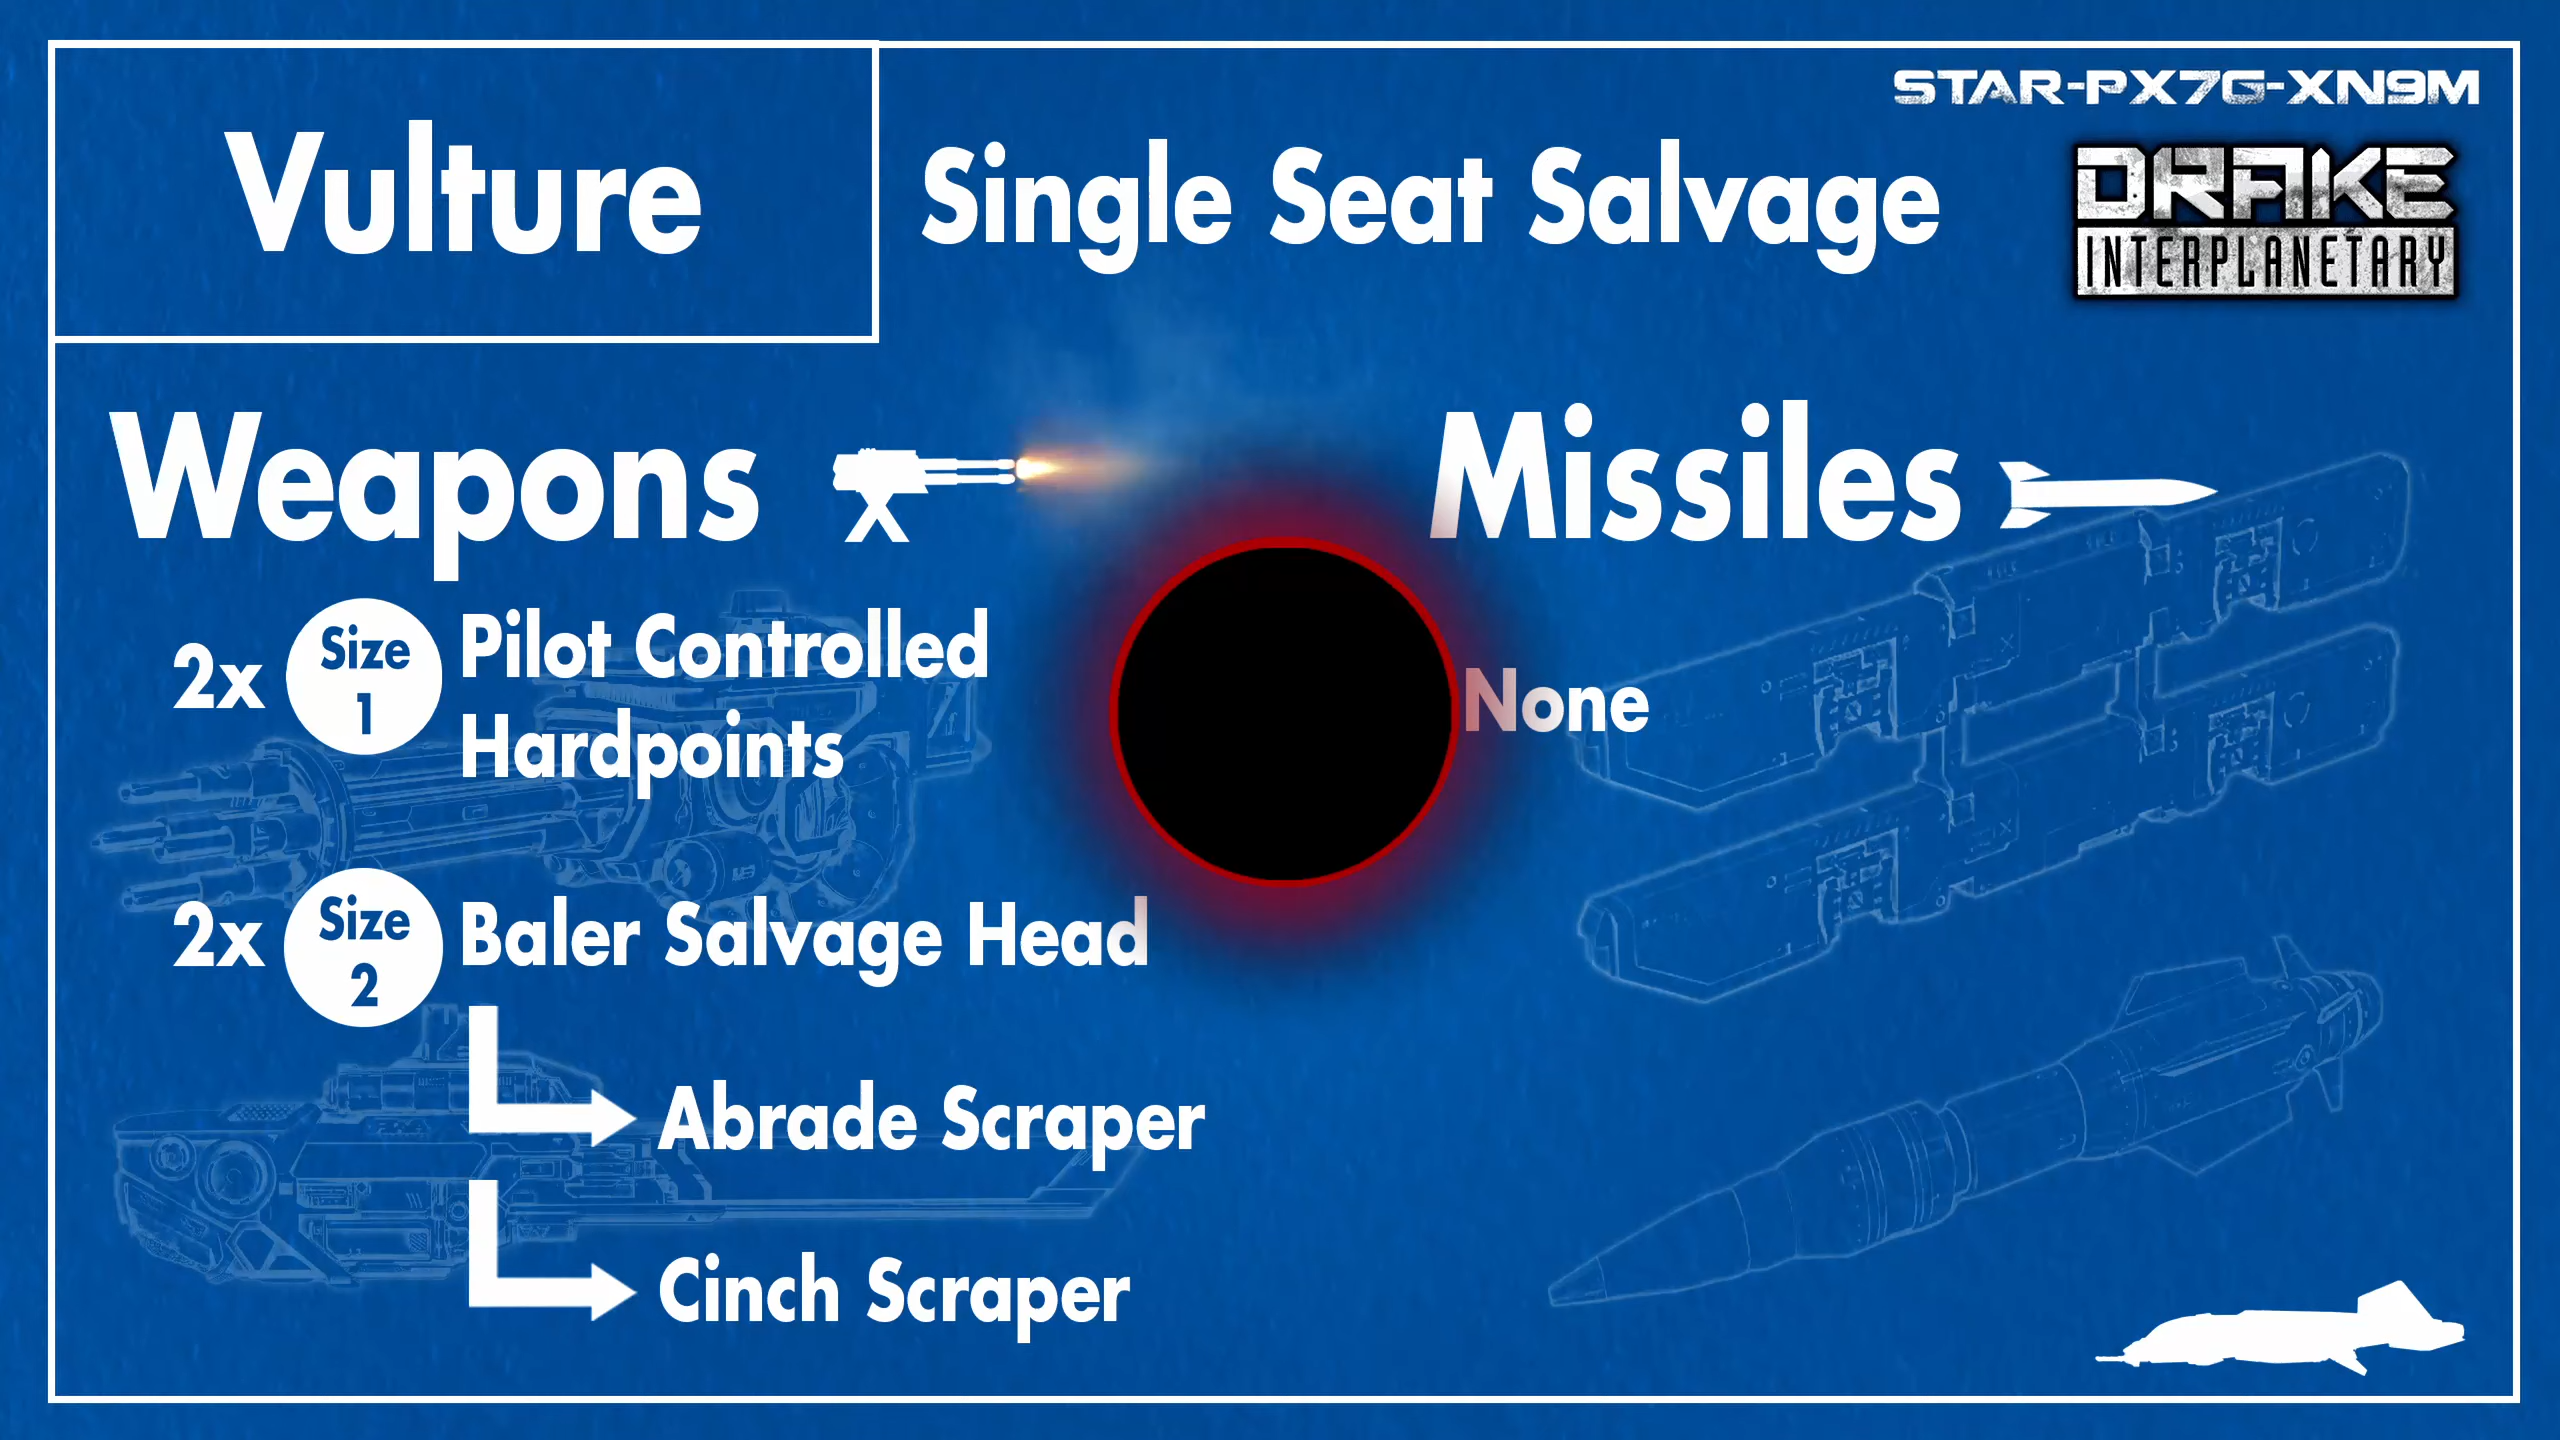 STAR-PX7G-XN9M
Vulture
Single Seat Salvage
DRAKE
INTERPLANETARY
Weapons
2x
Size
1
Pilot Controlled
Hardpoints
2x
Size
2
Baler Salvage Head
Abrade Scraper
Cinch Scraper
Missiles
None